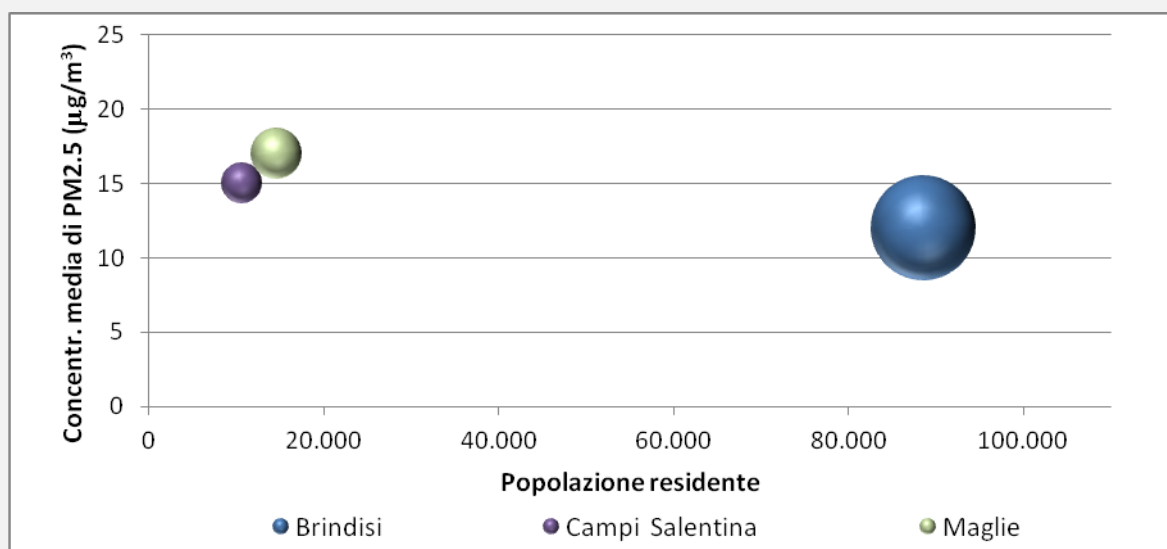 Concentr. media di PM2.5 (µg/m³)
25
20
15
10
5
0
0 20.000 40.000 60.000 80.000 100.000
Popolazione residente
Brindisi Campi Salentina Maglie